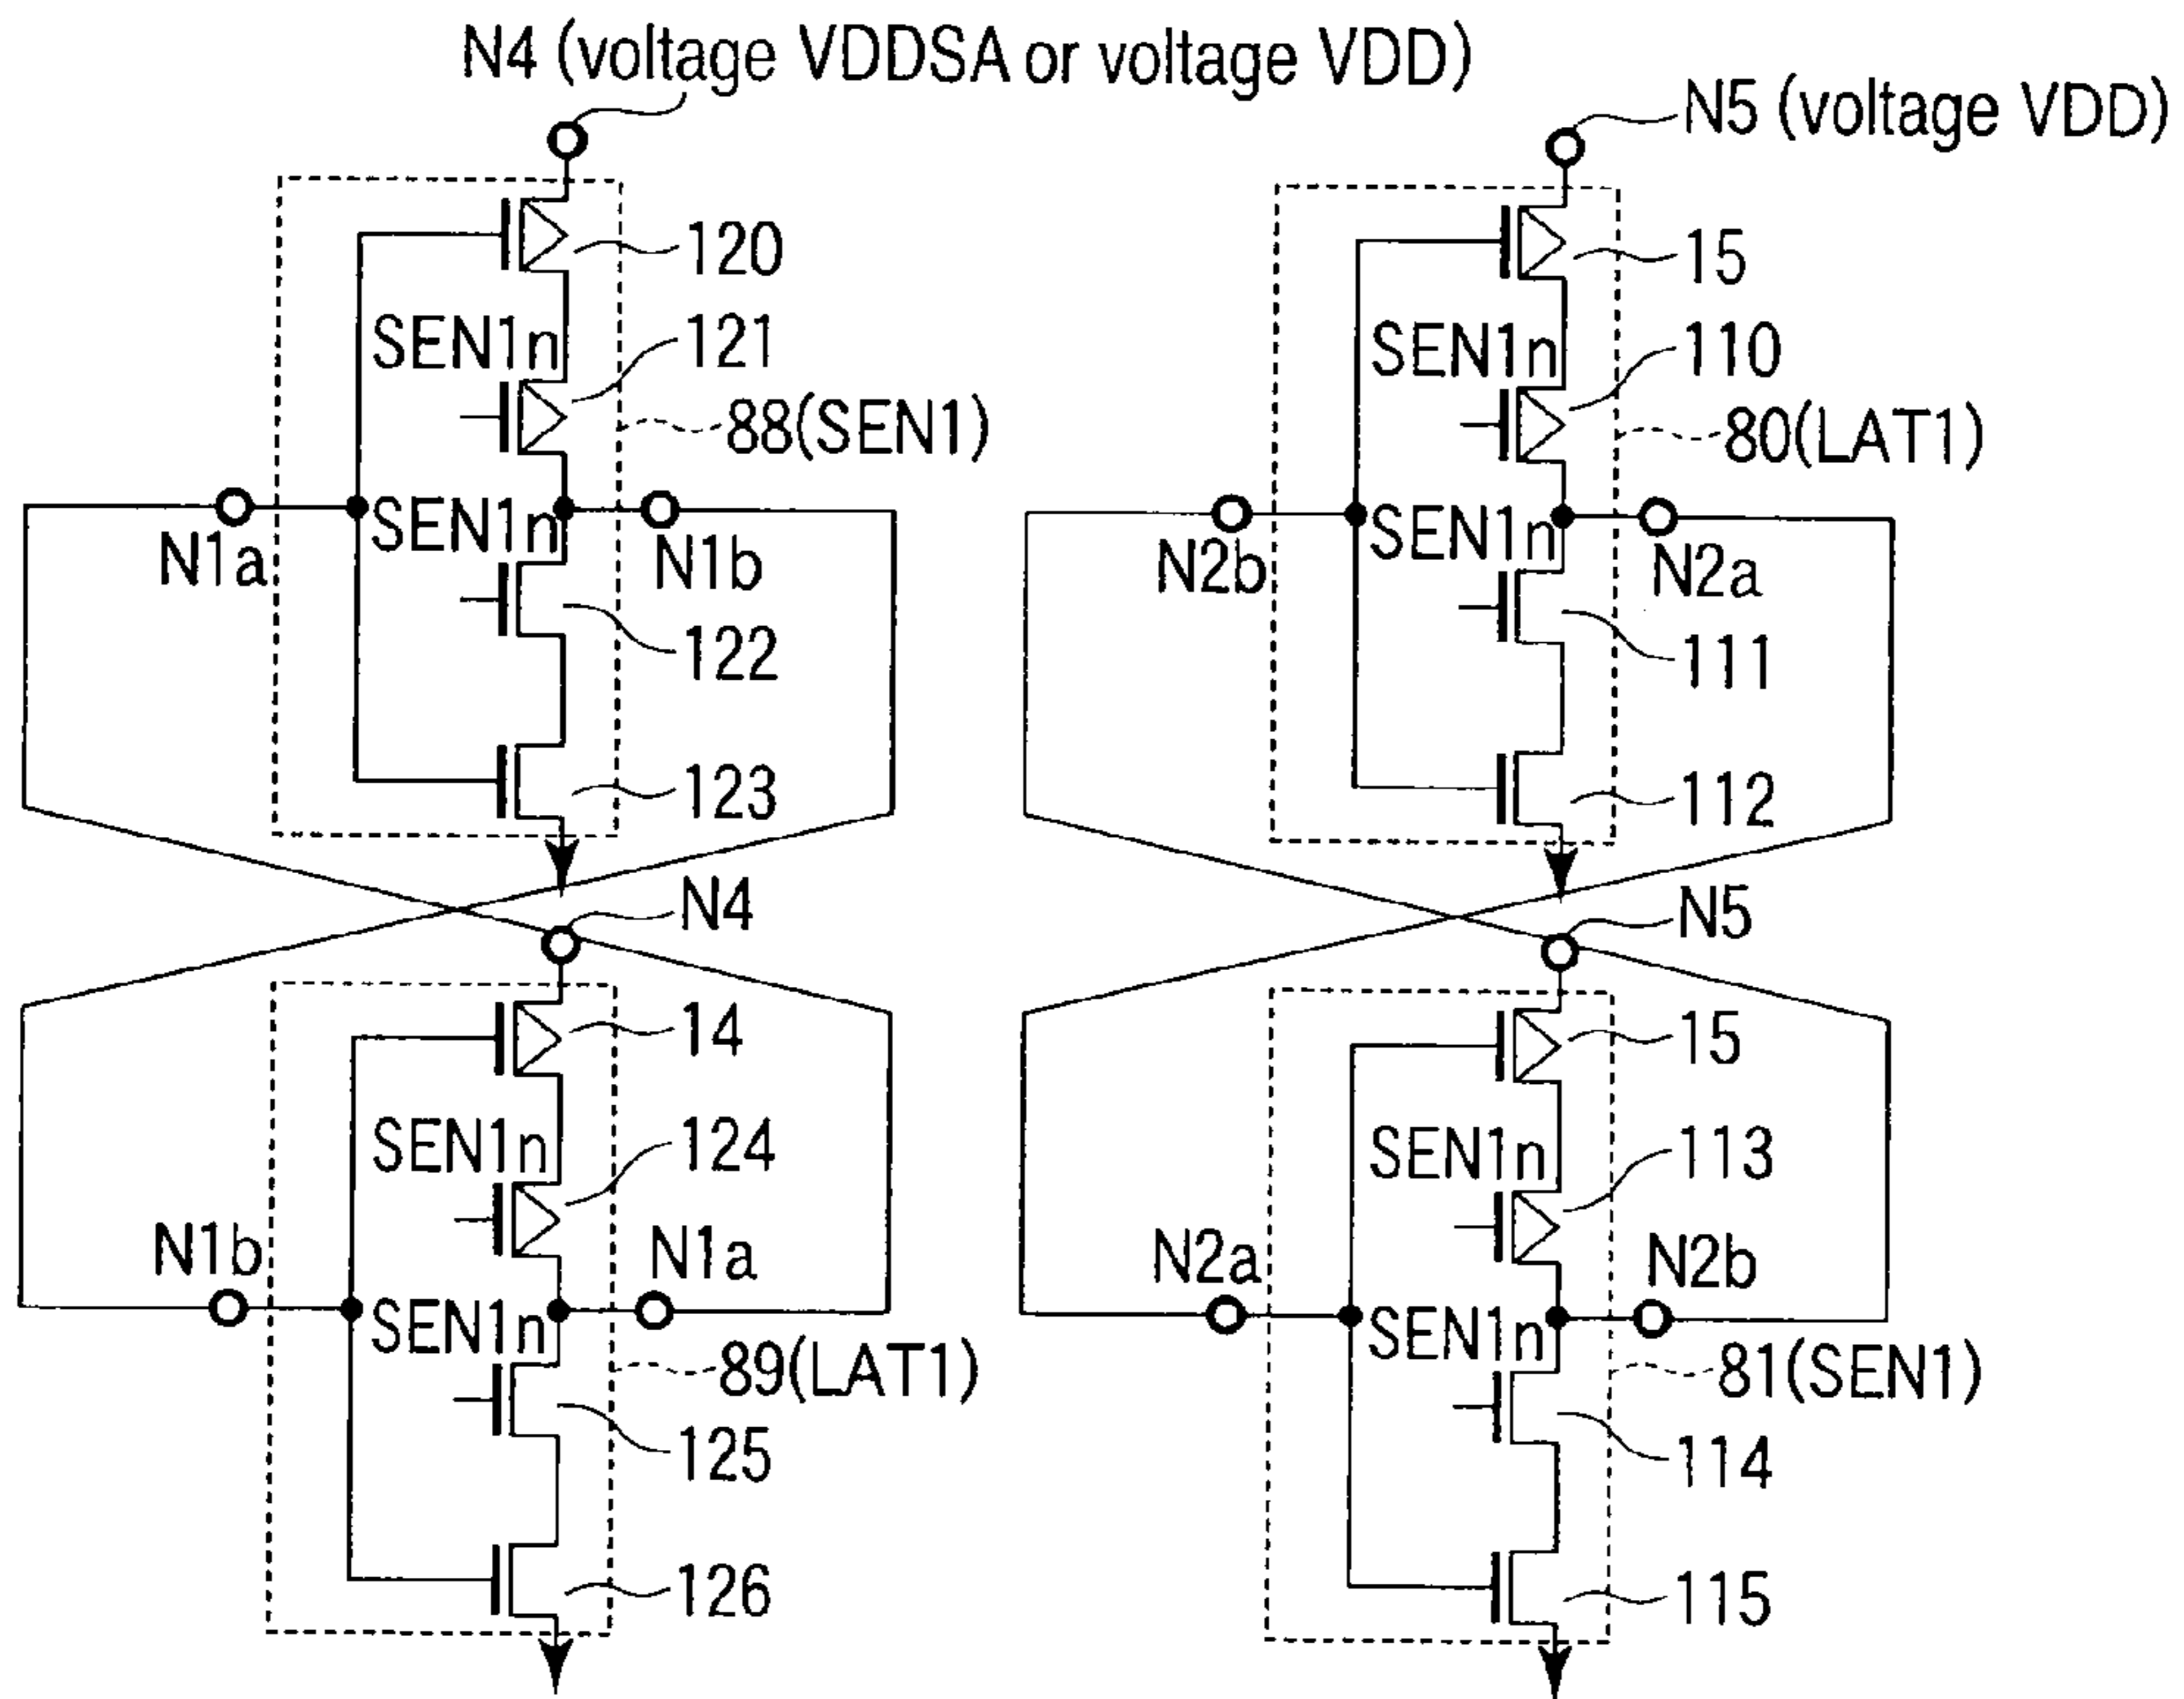 N4 (voltage VDDSA or voltage VDD)
N5 (voltage VDD)
120
SEN1n
121
88(SEN1)
N1a
SEN1n
N1b
122
123
15
SEN1n
110
80(LAT1)
N2b
SEN1n
N2a
111
112
N4
14
SEN1n
124
N1b
N1a
SEN1n
89(LAT1)
125
126
N5
15
SEN1n
113
N2a
N2b
SEN1n
81(SEN1)
114
115